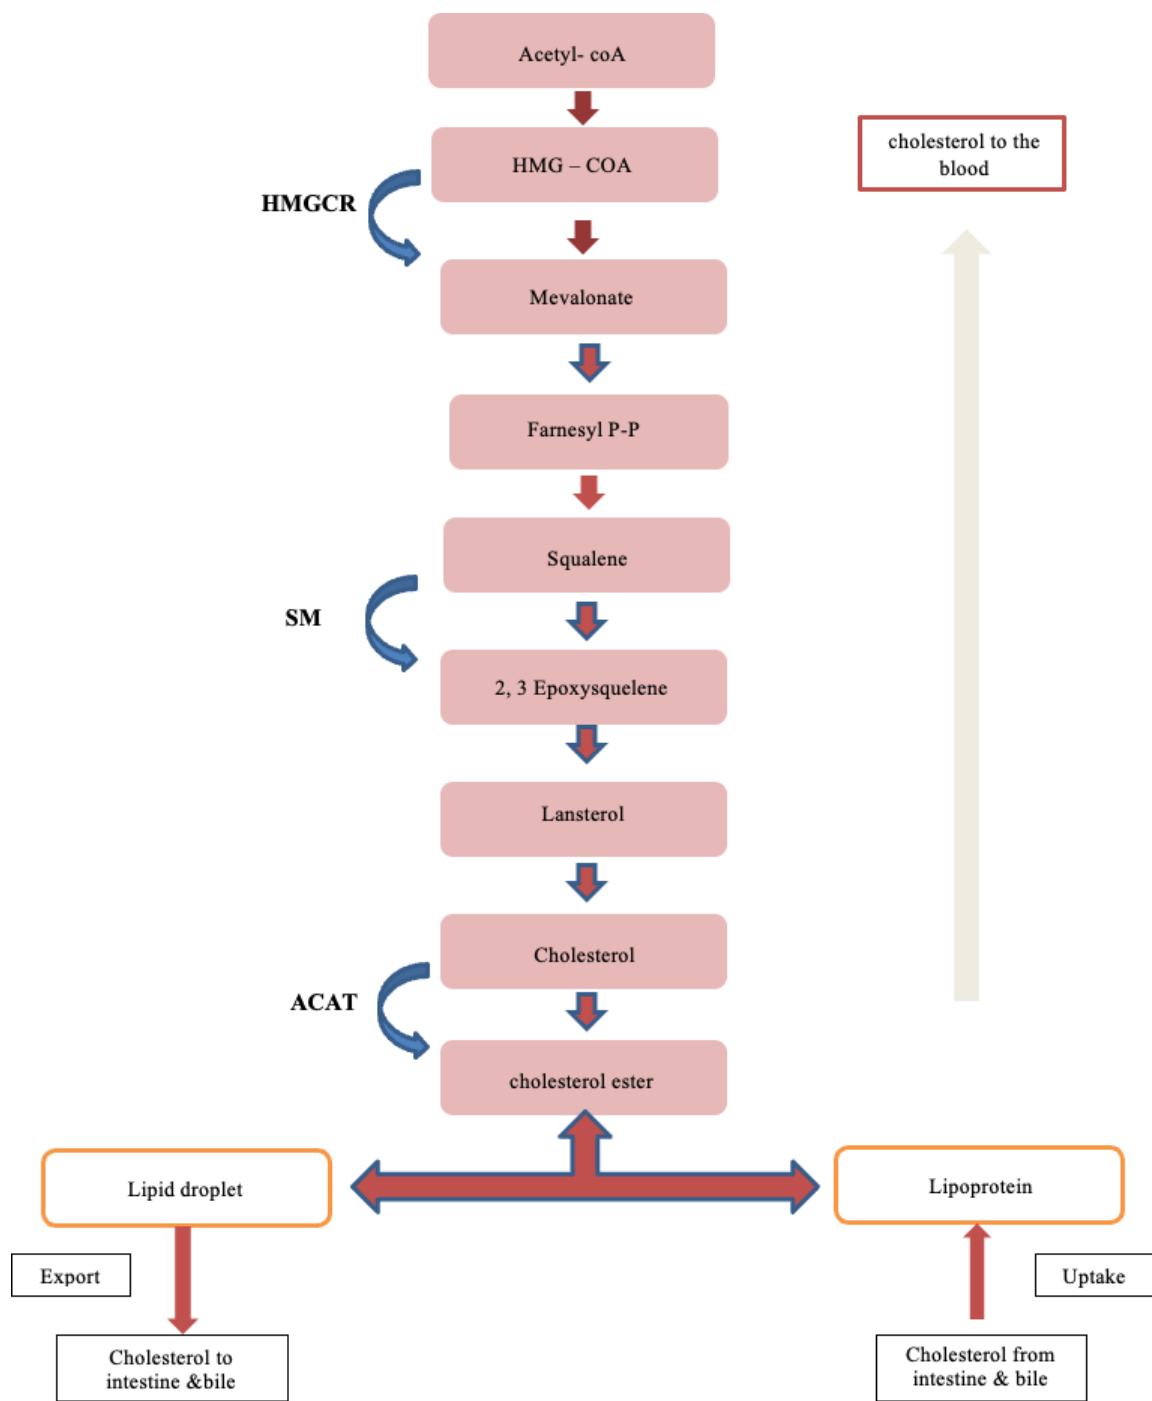 Acetyl- coA
cholesterol to the
blood
HMG – COA
HMGCR
Mevalonate
Farnesyl P-P
Squalene
SM
2, 3 Epoxysquelene
Lansterol
Cholesterol
ACAT
cholesterol ester
Lipid droplet
Lipoprotein
Export
Uptake
Cholesterol to
intestine &bile
Cholesterol from
intestine & bile